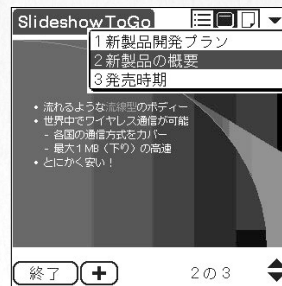 SlideshowToGo
1 新製品開発プラン
2 新製品の概要
3 発売時期
• 流れるような流線型のボディー
• 世界中でワイヤレス通信が可能
- 各国の通信方式をカバー
- 最大1MB（下り）の高速
• とにかく安い！
終了 + 2の3